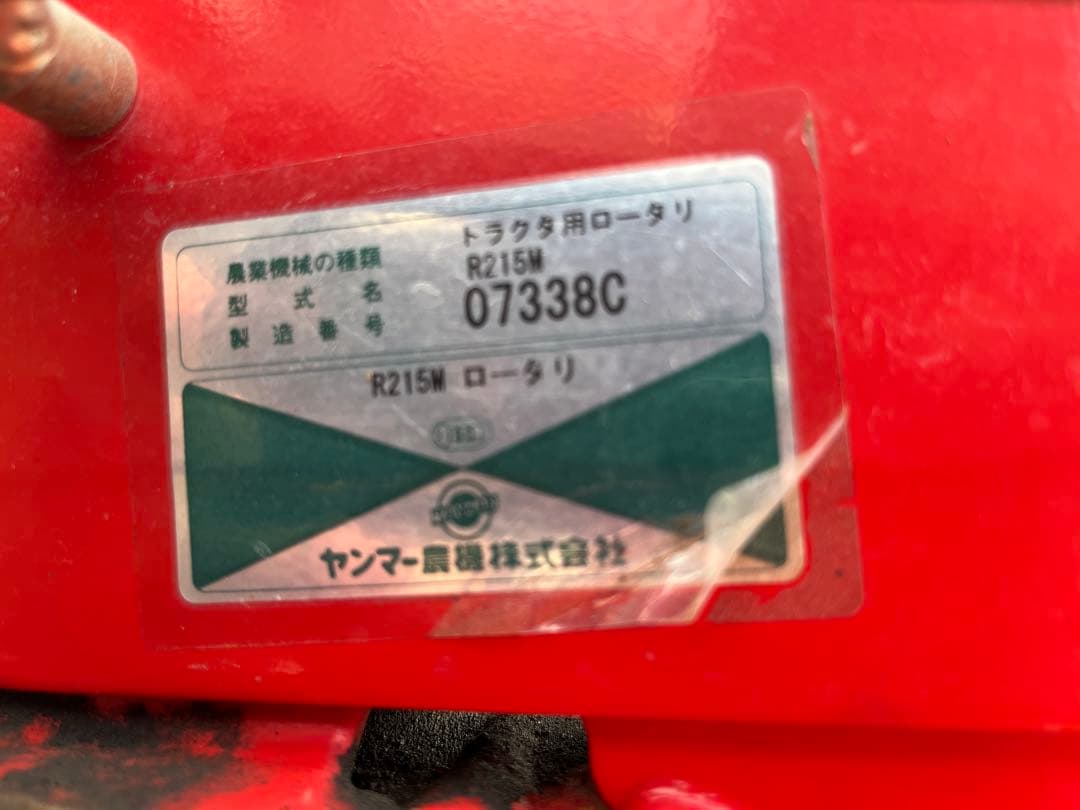 農業機械の種類 トラクタ用ロータリ
型式名 R215M
製造番号 07338C
R215M ロータリ
YANMAR
ヤンマー農機株式会社